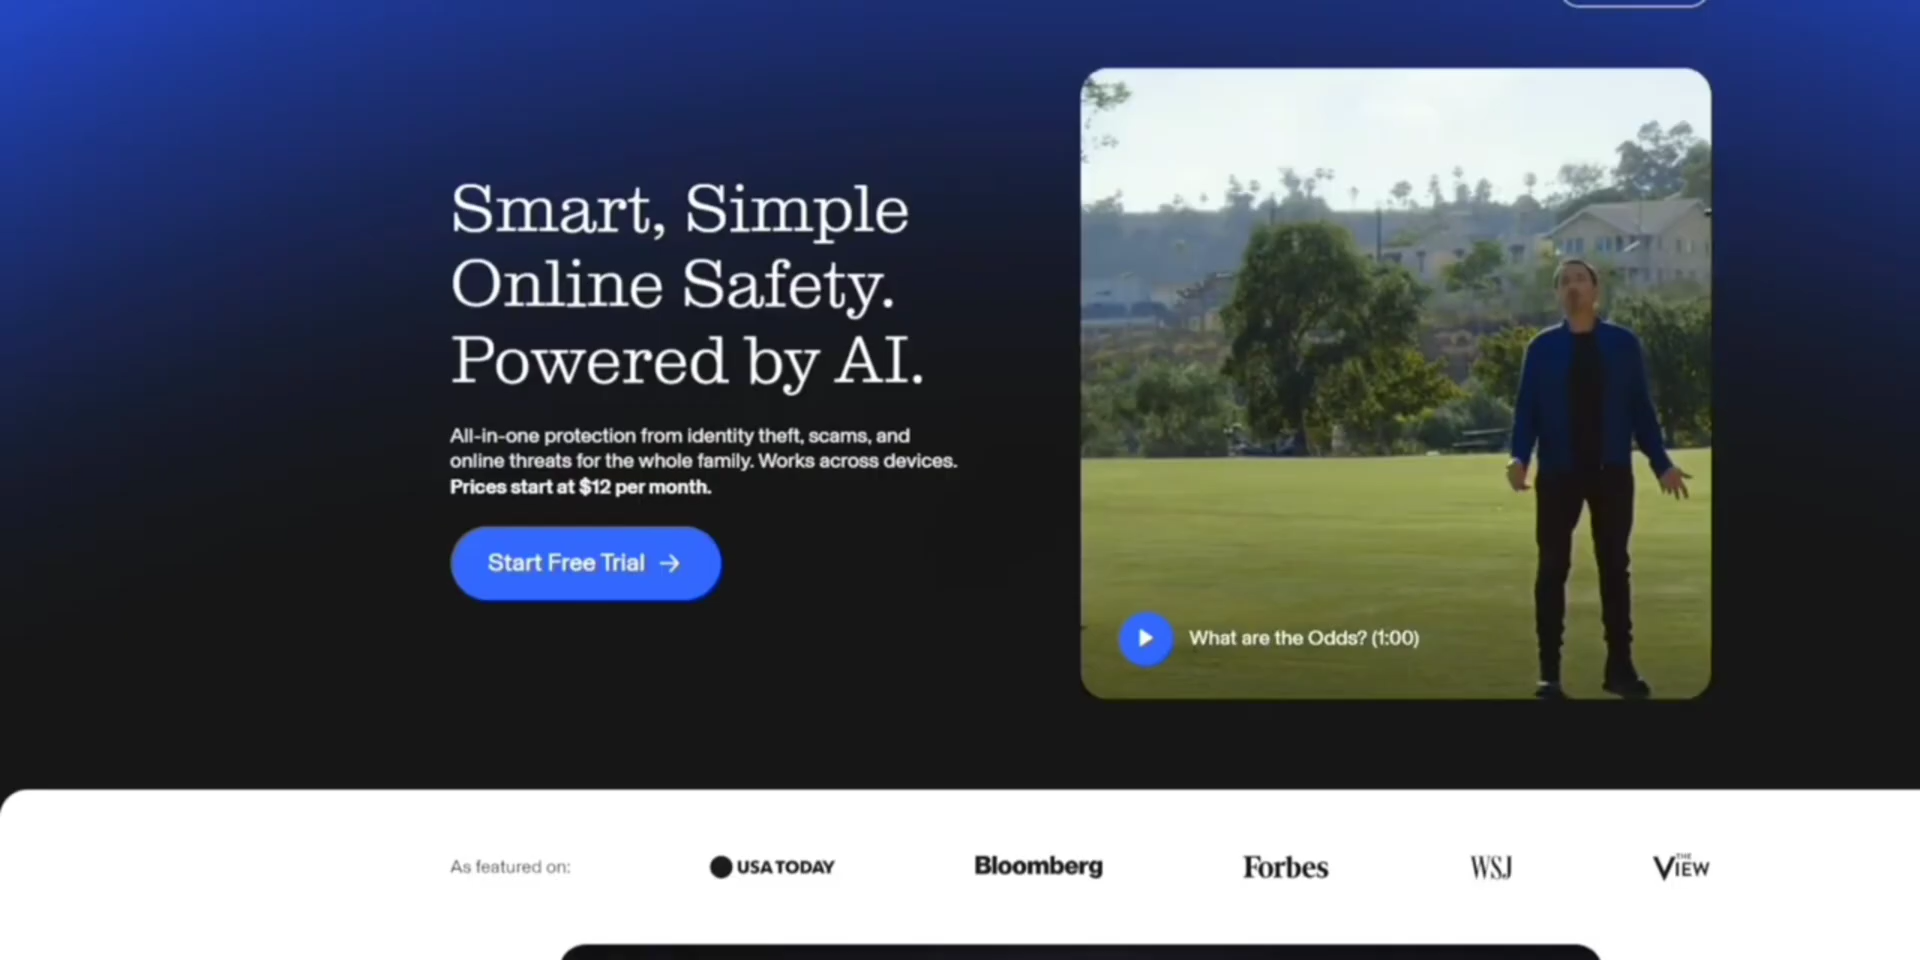 Smart, Simple
Online Safety.
Powered by AI.
All-in-one protection from identity theft, scams, and
online threats for the whole family. Works across devices.
Prices start at $12 per month.
Start Free Trial →
What are the Odds? (1:00)
As featured on:
USA TODAY
Bloomberg
Forbes
WSJ
THE VIEW